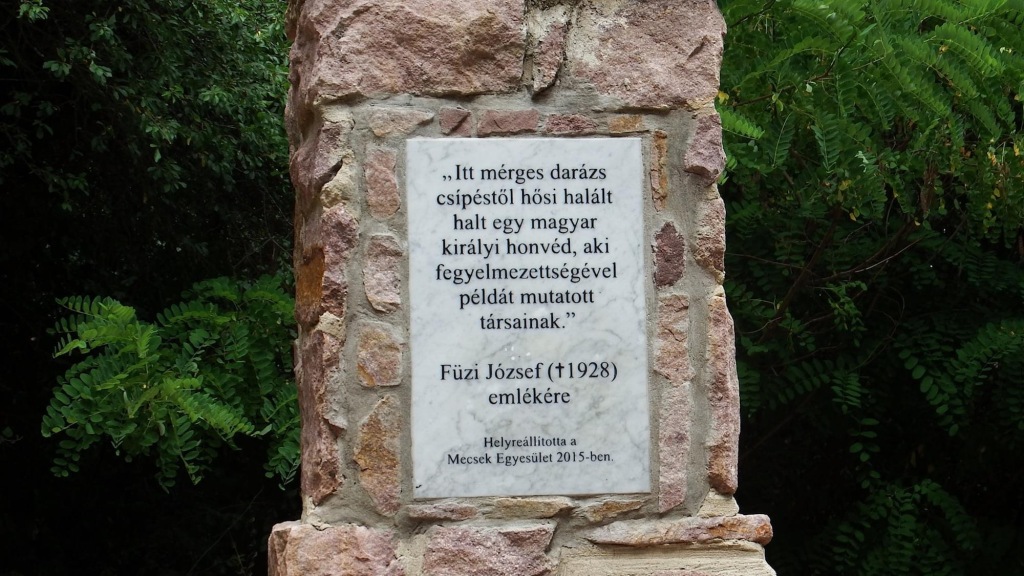 „Itt mérges darázs
csípéstől hősi halált
halt egy magyar
királyi honvéd, aki
fegyelmezettségével
példát mutatott
társainak.”
Füzi József (✝1928)
emlékére
Helyreállította a
Mecsek Egyesület 2015-ben.